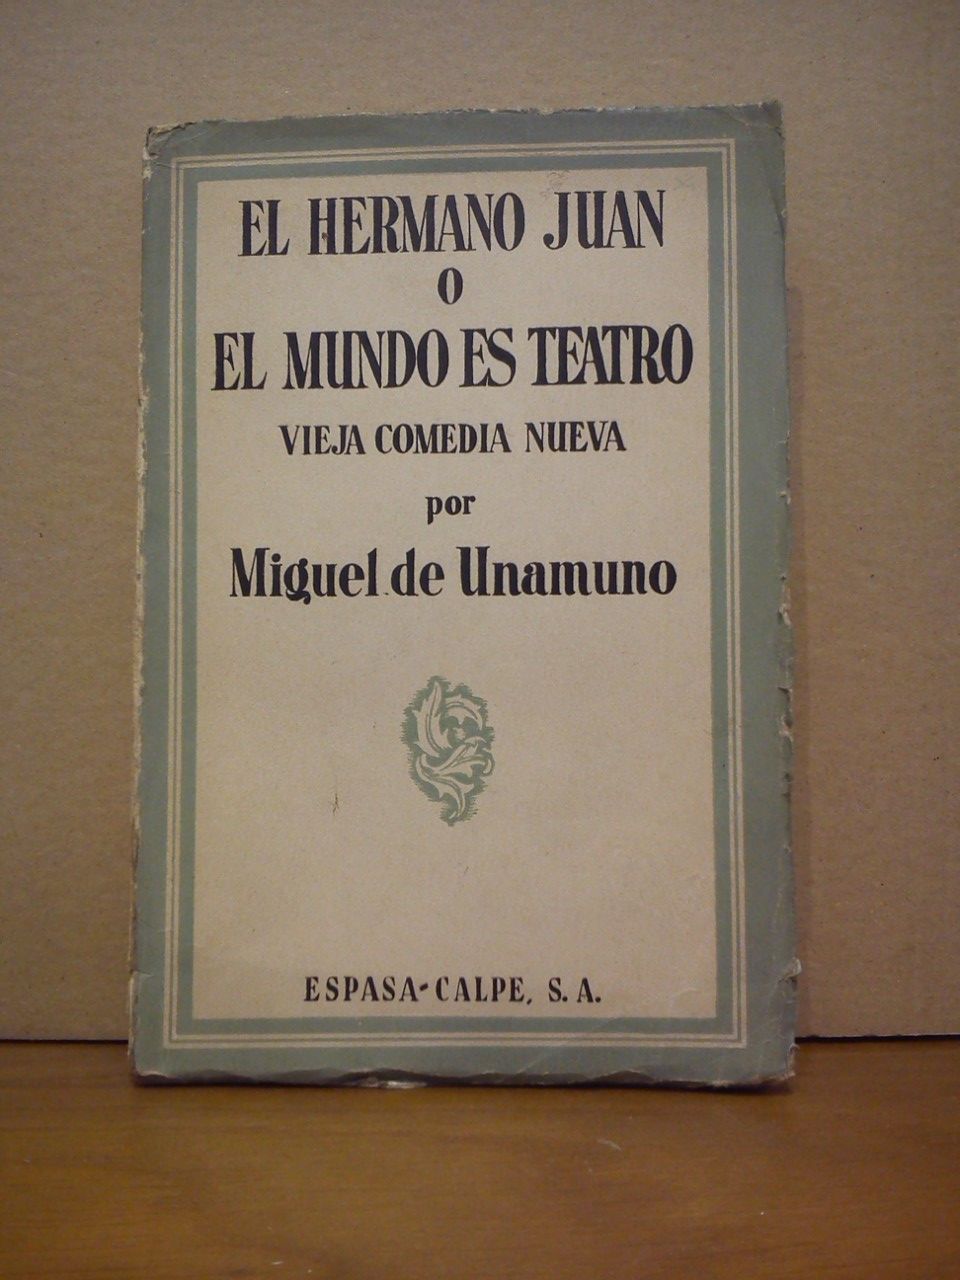 EL HERMANO JUAN
O
EL MUNDO ES TEATRO
VIEJA COMEDIA NUEVA
por
Miguel de Unamuno
ESPASA-CALPE, S. A.